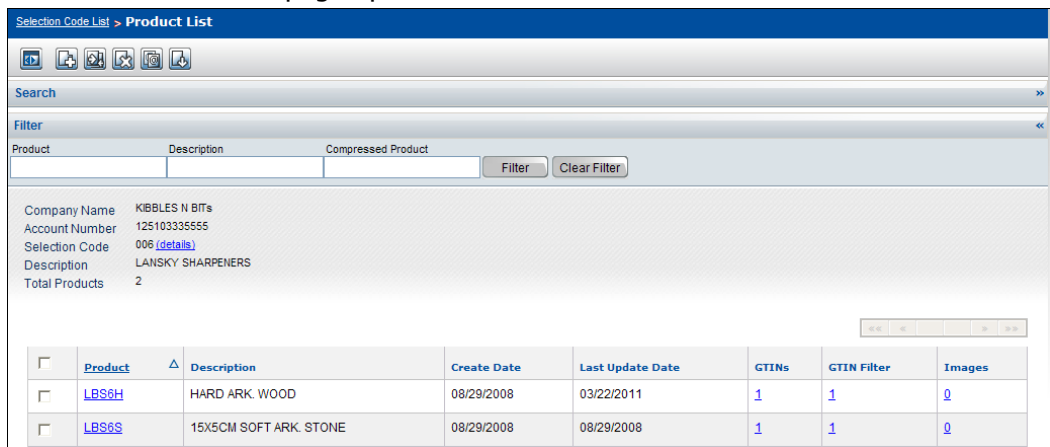 Selection Code List > Product List
Search »
Filter «
Product Description Compressed Product
Filter Clear Filter
Company Name KIBBLES N BITs
Account Number 125103335555
Selection Code 006 (details)
Description LANSKY SHARPENERS
Total Products 2
«« « » »»
Product Δ Description Create Date Last Update Date GTINs GTIN Filter Images
LBS6H HARD ARK. WOOD 08/29/2008 03/22/2011 1 1 0
LBS6S 15X5CM SOFT ARK. STONE 08/29/2008 08/29/2008 1 1 0